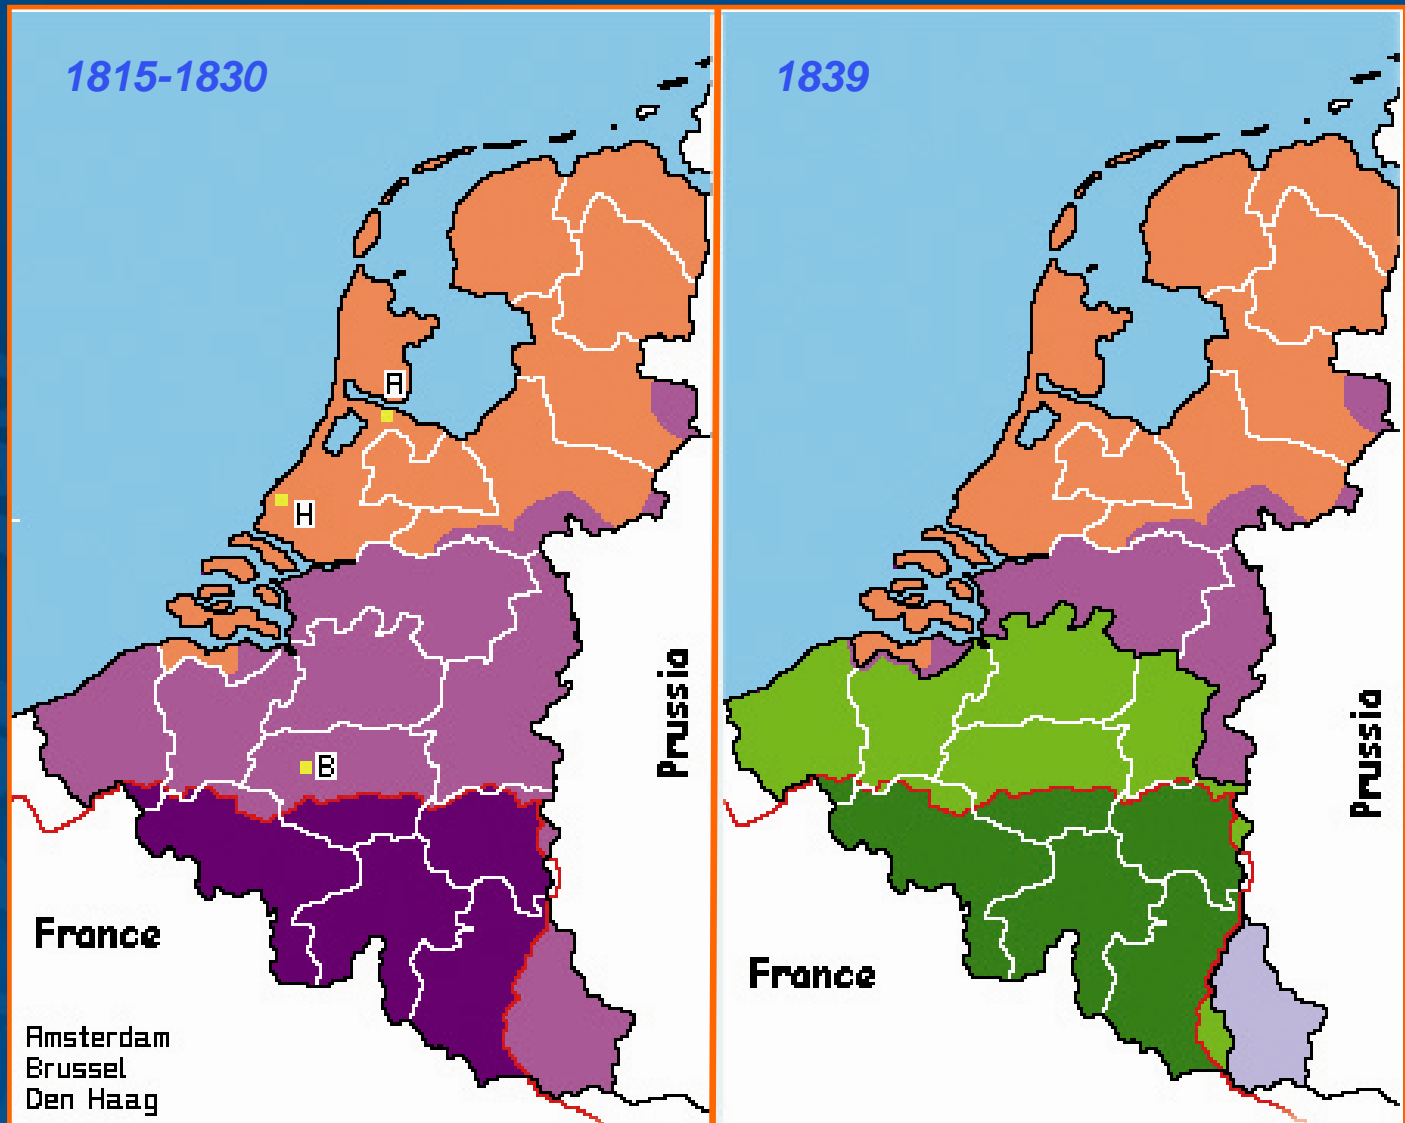 1815-1830
A
H
B
Prussia
France
Amsterdam
Brussel
Den Haag
1839
Prussia
France